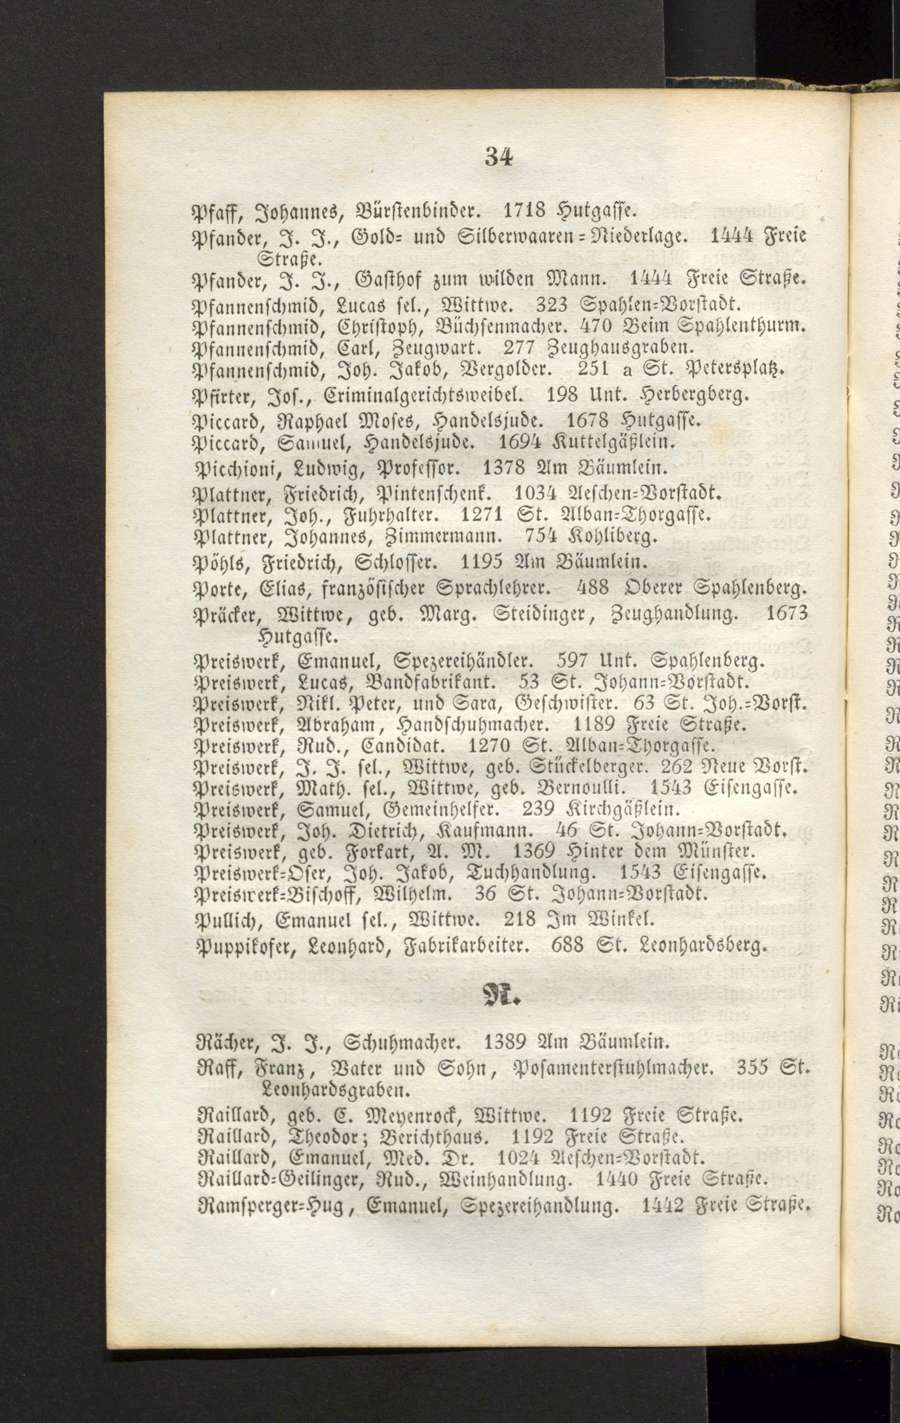 34
Pfaff, Johannes, Bürstenbinder. 1718 Hutgasse.
Pfander, J. J., Gold- und Silberwaaren-Niederlage. 1444 Freie
Straße.
Pfander, J. J., Gasthof zum wilden Mann. 1444 Freie Straße.
Pfannenschmid, Lucas sel., Wittwe. 323 Spahlen-Vorstadt.
Pfannenschmid, Christoph, Büchsenmacher. 470 Beim Spahlenthurm.
Pfannenschmid, Carl, Zeugwart. 277 Zeughausgraben.
Pfannenschmid, Joh. Jakob, Vergolder. 251 a St. Petersplatz.
Pfirter, Jos., Criminalgerichtsweibel. 198 Unt. Herbergberg.
Piccard, Raphael Moses, Handelsjude. 1678 Hutgasse.
Piccard, Samuel, Handelsjude. 1694 Kuttelgäßlein.
Picchioni, Ludwig, Professor. 1378 Am Bäumlein.
Plattner, Friedrich, Pintenschenk. 1034 Aeschen-Vorstadt.
Plattner, Joh., Fuhrhalter. 1271 St. Alban-Thorgasse.
Plattner, Johannes, Zimmermann. 754 Kohliberg.
Pöhls, Friedrich, Schlosser. 1195 Am Bäumlein.
Porte, Elias, französischer Sprachlehrer. 488 Oberer Spahlenberg.
Präcker, Wittwe, geb. Marg. Steidinger, Zeughandlung. 1673
Hutgasse.
Preiswerk, Emanuel, Spezereihändler. 597 Unt. Spahlenberg.
Preiswerk, Lucas, Bandfabrikant. 53 St. Johann-Vorstadt.
Preiswerk, Nikl. Peter, und Sara, Geschwister. 63 St. Joh.-Vorst.
Preiswerk, Abraham, Handschuhmacher. 1189 Freie Straße.
Preiswerk, Rud., Candidat. 1270 St. Alban-Thorgasse.
Preiswerk, J. J. sel., Wittwe, geb. Stückelberger. 262 Neue Vorst.
Preiswerk, Math. sel., Wittwe, geb. Bernoulli. 1543 Eisengasse.
Preiswerk, Samuel, Gemeinhelfer. 239 Kirchgäßlein.
Preiswerk, Joh. Dietrich, Kaufmann. 46 St. Johann-Vorstadt.
Preiswerk, geb. Forkart, A. M. 1369 Hinter dem Münster.
Preiswerk-Oser, Joh. Jakob, Tuchhandlung. 1543 Eisengasse.
Preiswerk-Bischoff, Wilhelm. 36 St. Johann-Vorstadt.
Pullich, Emanuel sel., Wittwe. 218 Im Winkel.
Puppikofer, Leonhard, Fabrikarbeiter. 688 St. Leonhardsberg.
R.
Rächer, J. J., Schuhmacher. 1389 Am Bäumlein.
Raff, Franz, Vater und Sohn, Posamenterstuhlmacher. 355 St.
Leonhardsgraben.
Raillard, geb. C. Meyenrock, Wittwe. 1192 Freie Straße.
Raillard, Theodor; Berichthaus. 1192 Freie Straße.
Raillard, Emanuel, Med. Dr. 1024 Aeschen-Vorstadt.
Raillard-Geilinger, Rud., Weinhandlung. 1440 Freie Straße.
Ramsperger-Hug, Emanuel, Spezereihandlung. 1442 Freie Straße.